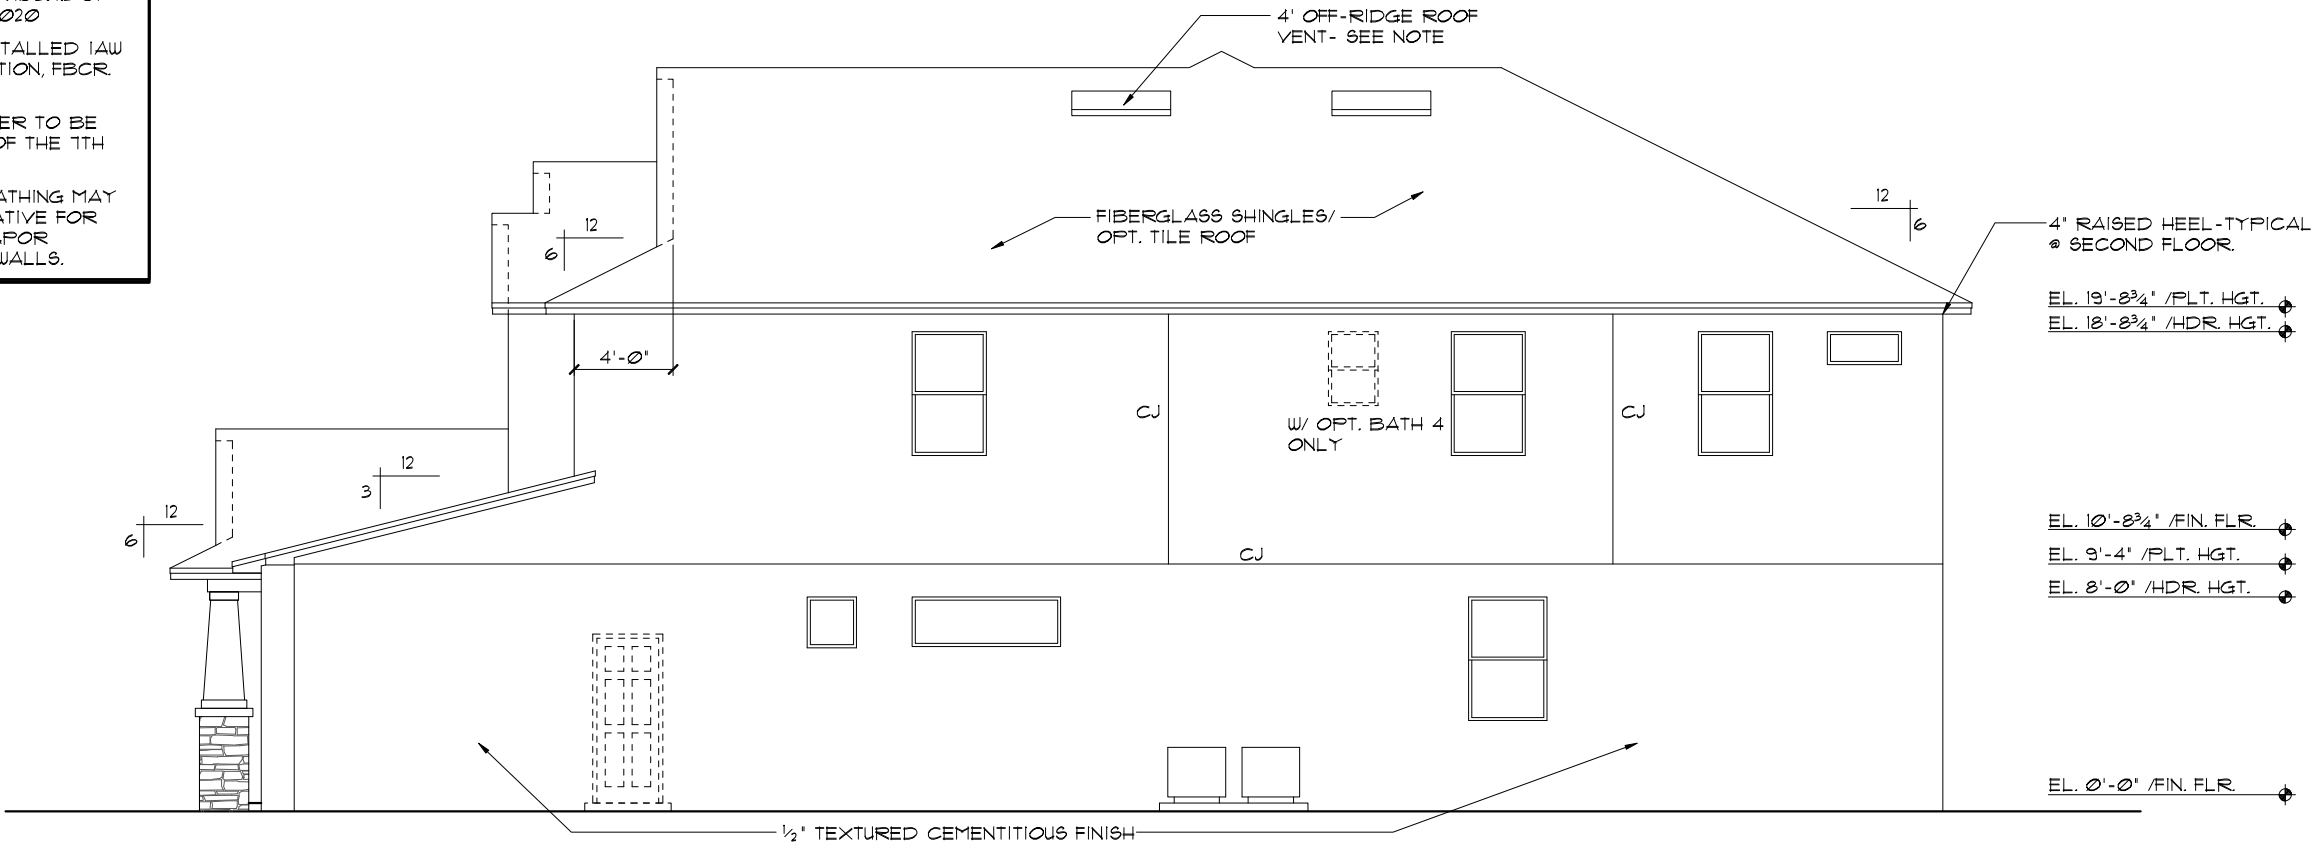 020
TALLED IAW
TION, FBCR.
ER TO BE
OF THE 7TH
ATHING MAY
ATIVE FOR
APOR
WALLS.
4' OFF-RIDGE ROOF
VENT- SEE NOTE
12
6
FIBERGLASS SHINGLES/
OPT. TILE ROOF
12
6
4" RAISED HEEL-TYPICAL
@ SECOND FLOOR.
EL. 19'-8¾" /PLT. HGT.
EL. 18'-8¾" /HDR. HGT.
4'-0"
CJ
W/ OPT. BATH 4
ONLY
CJ
12
3
12
6
CJ
EL. 10'-8¾" /FIN. FLR.
EL. 9'-4" /PLT. HGT.
EL. 8'-0" /HDR. HGT.
EL. 0'-0" /FIN. FLR.
½" TEXTURED CEMENTITIOUS FINISH